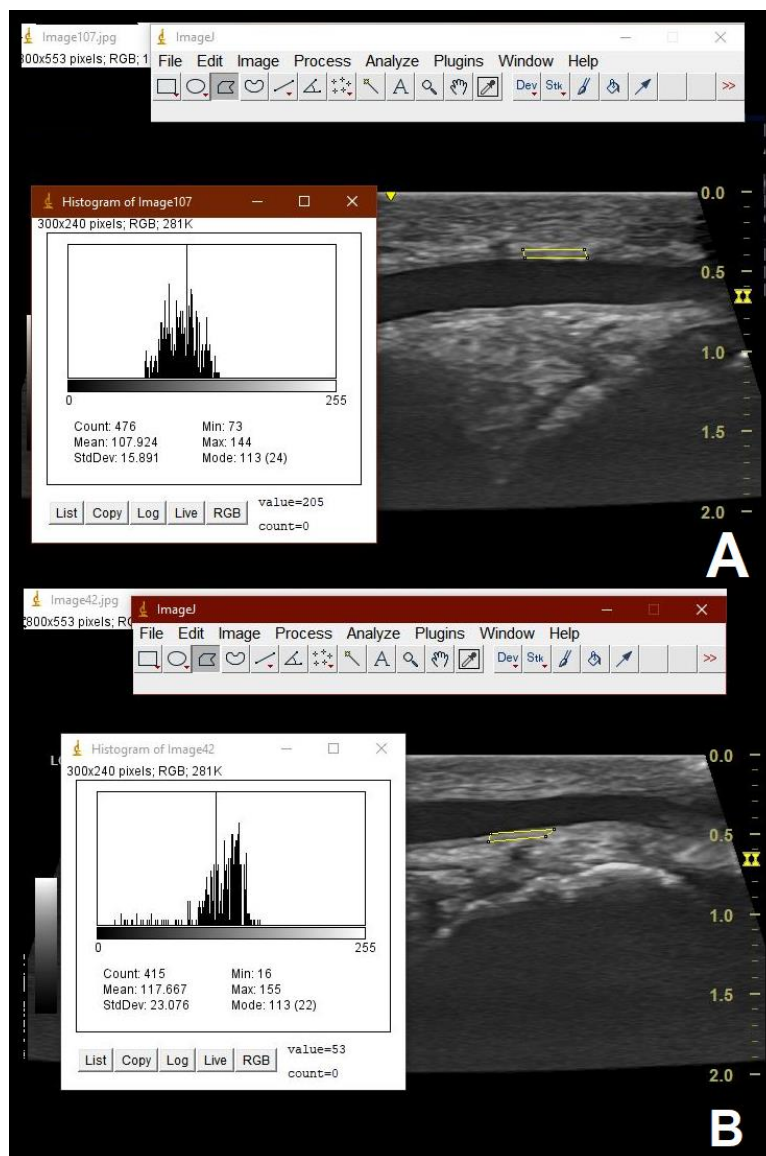 Image107.jpg
300x553 pixels; RGB; 1
ImageJ
File Edit Image Process Analyze Plugins Window Help
A Dev Stk >>
Histogram of Image107
300x240 pixels; RGB; 281K
0 255
Count: 476 Min: 73
Mean: 107.924 Max: 144
StdDev: 15.891 Mode: 113 (24)
List Copy Log Live RGB value=205
count=0
0.0
0.5
1.0
1.5
2.0
A
Image42.jpg
800x553 pixels; R
ImageJ
File Edit Image Process Analyze Plugins Window Help
A Dev Stk >>
Histogram of Image42
300x240 pixels; RGB; 281K
0 255
Count: 415 Min: 16
Mean: 117.667 Max: 155
StdDev: 23.076 Mode: 113 (22)
List Copy Log Live RGB value=53
count=0
0.0
0.5
1.0
1.5
2.0
B